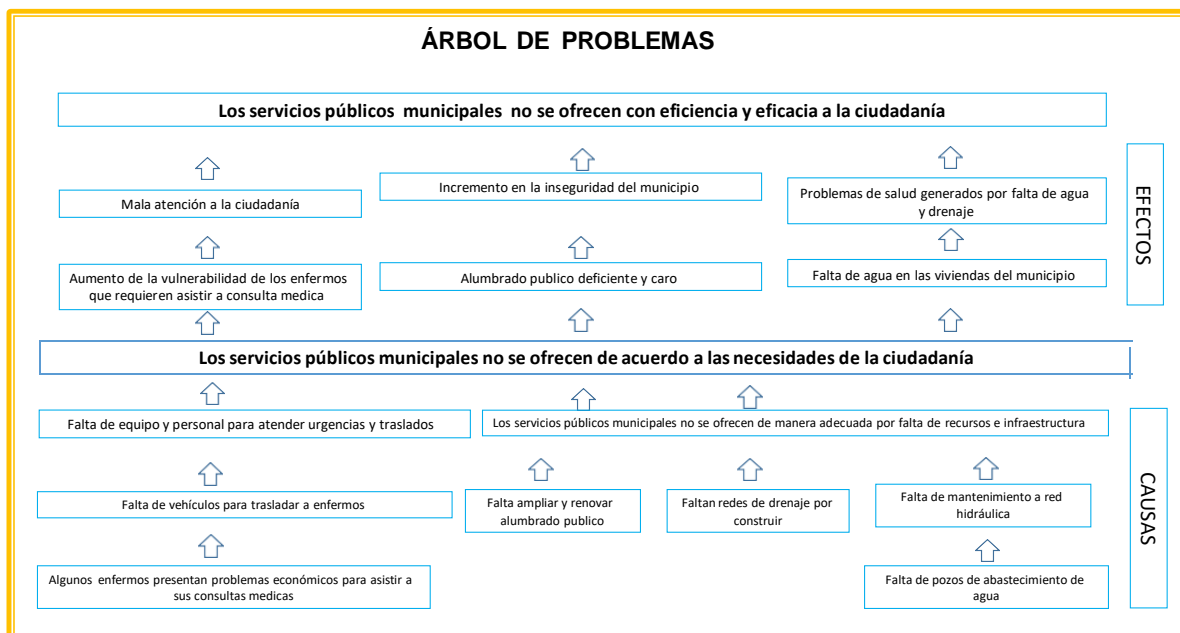 ÁRBOL DE PROBLEMAS
Los servicios públicos municipales no se ofrecen con eficiencia y eficacia a la ciudadanía
Mala atención a la ciudadanía
Incremento en la inseguridad del municipio
Problemas de salud generados por falta de agua
y drenaje
EFECTOS
Aumento de la vulnerabilidad de los enfermos
que requieren asistir a consulta medica
Alumbrado publico deficiente y caro
Falta de agua en las viviendas del municipio
Los servicios públicos municipales no se ofrecen de acuerdo a las necesidades de la ciudadanía
Falta de equipo y personal para atender urgencias y traslados
Los servicios públicos municipales no se ofrecen de manera adecuada por falta de recursos e infraestructura
CAUSAS
Falta de vehículos para trasladar a enfermos
Falta ampliar y renovar
alumbrado publico
Faltan redes de drenaje por
construir
Falta de mantenimiento a red
hidráulica
Algunos enfermos presentan problemas económicos para asistir a
sus consultas medicas
Falta de pozos de abastecimiento de
agua